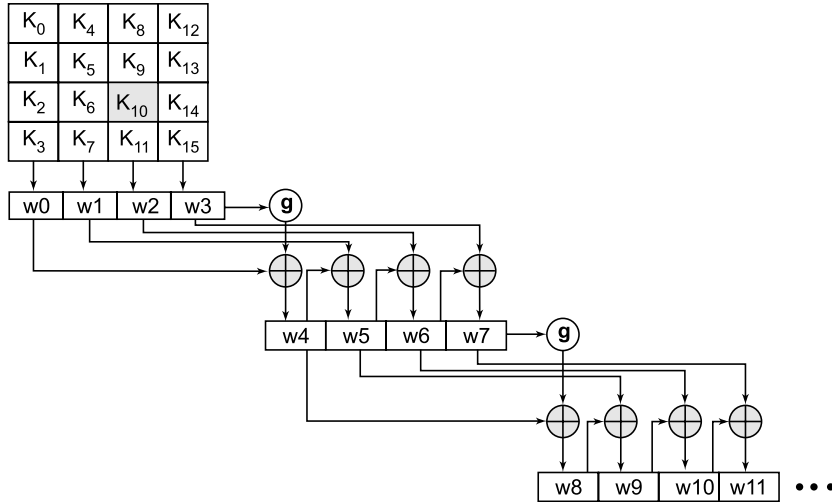 K0 K4 K8 K12
K1 K5 K9 K13
K2 K6 K10 K14
K3 K7 K11 K15
w0 w1 w2 w3 g
w4 w5 w6 w7 g
w8 w9 w10 w11 •••